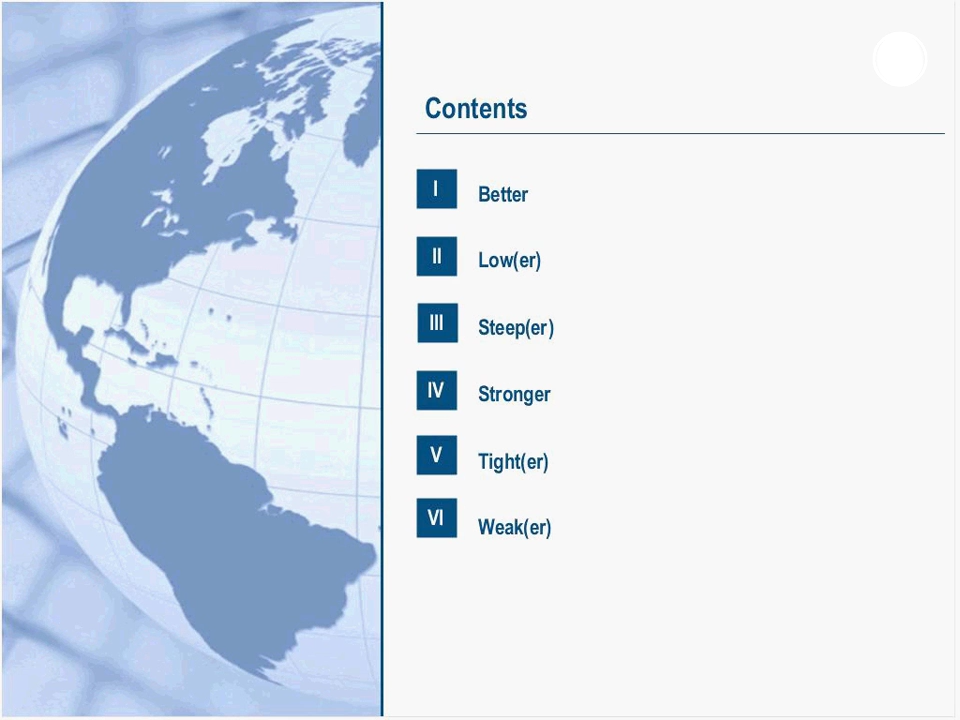 Contents
I Better
II Low(er)
III Steep(er)
IV Stronger
V Tight(er)
VI Weak(er)